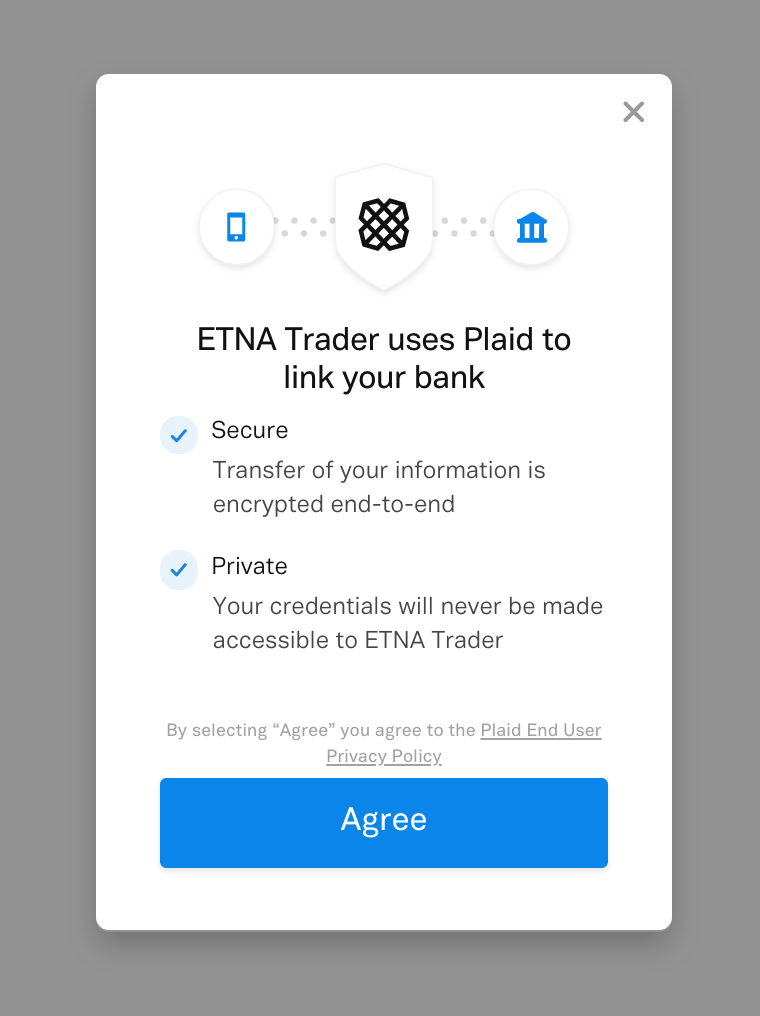 ETNA Trader uses Plaid to
link your bank
Secure
Transfer of your information is
encrypted end-to-end
Private
Your credentials will never be made
accessible to ETNA Trader
By selecting “Agree” you agree to the Plaid End User
Privacy Policy
Agree